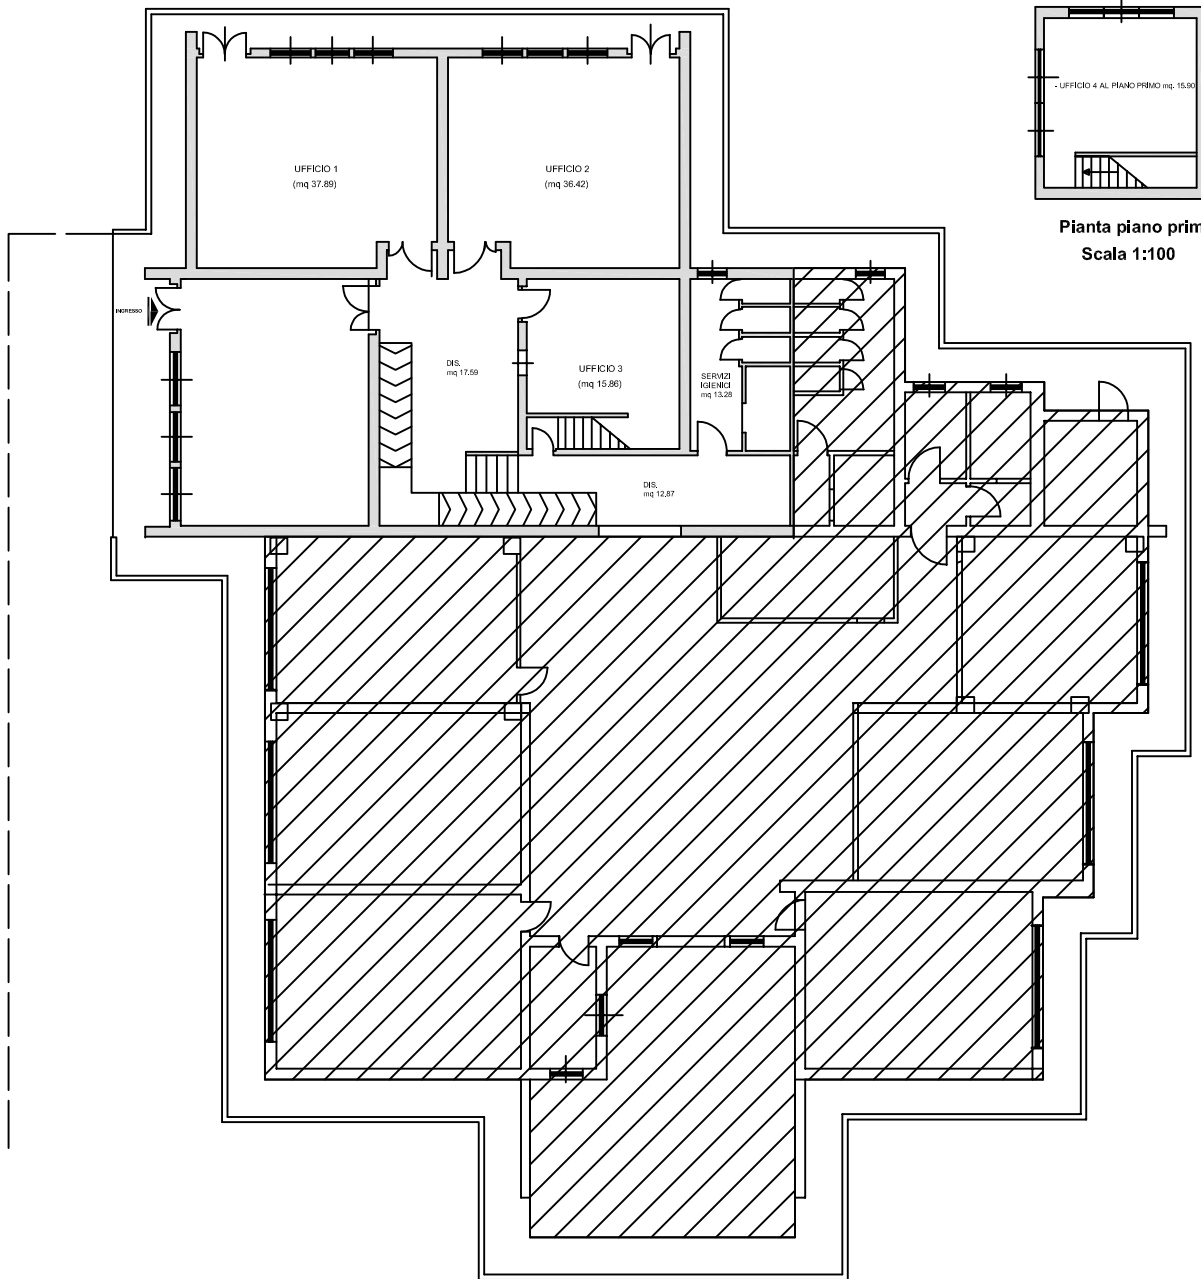 - UFFICIO 4 AL PIANO PRIMO mq. 15.90
UFFICIO 1
(mq 37.89)
UFFICIO 2
(mq 36.42)
Pianta piano prim
Scala 1:100
INGRESSO
DIS.
mq 17.59
UFFICIO 3
(mq 15.86)
SERVIZI
IGIENICI
mq 13.28
DIS.
mq 12,87